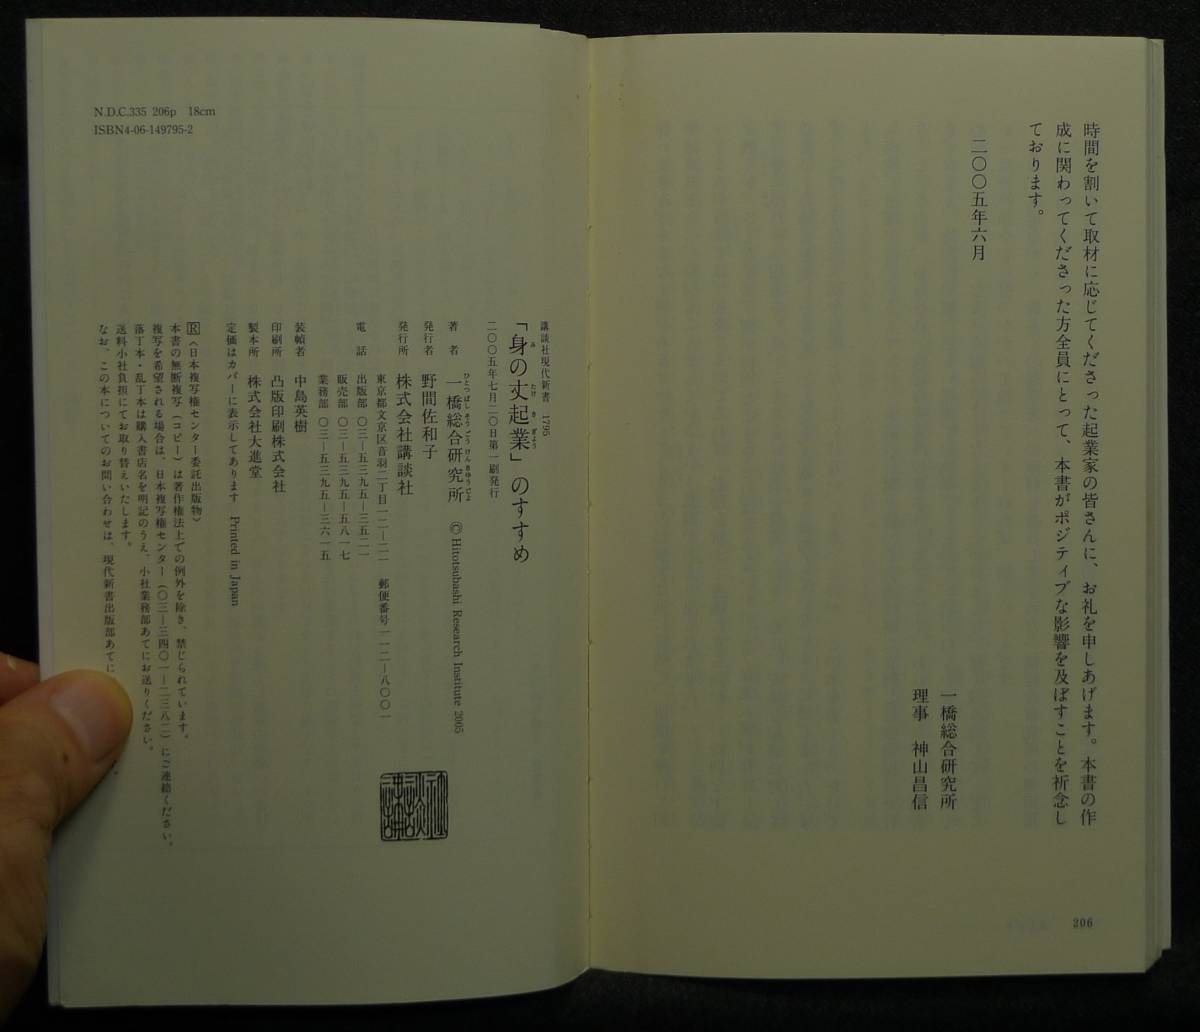 時間を割いて取材に応じてくださった起業家の皆さんに、お礼を申しあげます。本書の作
成に関わってくださった方全員にとって、本書がポジティブな影響を及ぼすことを祈念し
ております。
二〇〇五年六月
一橋総合研究所
理事　神山昌信
206
N.D.C.335 206p 18cm
ISBN4-06-149795-2
講談社現代新書 1795
「身の丈起業」のすすめ
み たけ き ぎょう
二〇〇五年七月二〇日第一刷発行
著者 一橋総合研究所 © Hitotsubashi Research Institute 2005
ひとつばしそうごうけんきゅうじょ
発行者 野間佐和子
発行所 株式会社講談社
東京都文京区音羽二丁目一二―二一 郵便番号一一二―八〇〇一
電話 出版部 〇三―五三九五―三五二一
販売部 〇三―五三九五―五八一七
業務部 〇三―五三九五―三六一五
装幀者 中島英樹
印刷所 凸版印刷株式会社
製本所 株式会社大進堂
定価はカバーに表示してあります Printed in Japan
R〈日本複写権センター委託出版物〉
本書の無断複写（コピー）は著作権法上での例外を除き、禁じられています。
複写を希望される場合は、日本複写権センター（〇三―三四〇一―二三八二）にご連絡ください。
落丁本・乱丁本は購入書店名を明記のうえ、小社業務部あてにお送りください。
送料小社負担にてお取り替えいたします。
なお、この本についてのお問い合わせは、現代新書出版部あてに